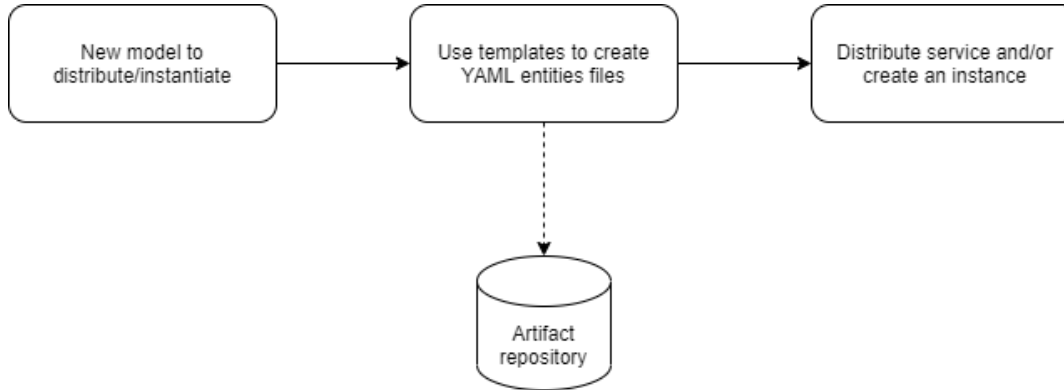 New model to
distribute/instantiate
Use templates to create
YAML entities files
Distribute service and/or
create an instance
Artifact
repository